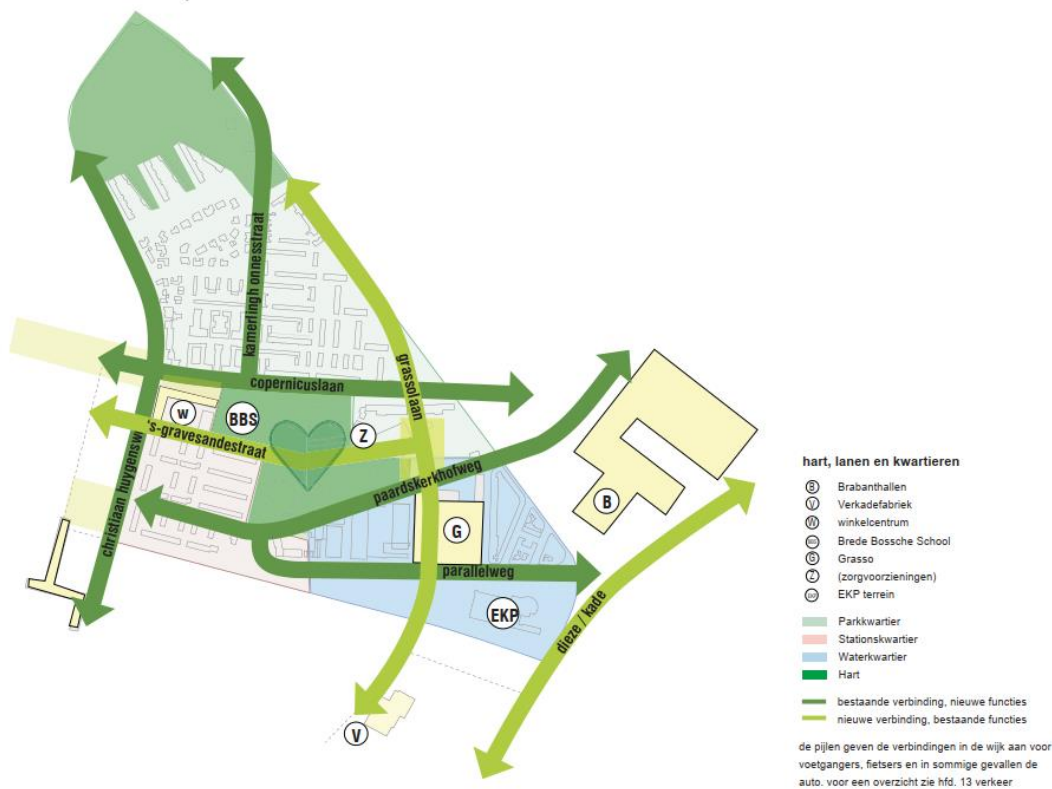 kamerlingh onnesstraat
grassolaan
copernicuslaan
w
BBS
Z
's-gravesandestraat
christiaan huygensw
paardskerkhofweg
B
G
parallelweg
EKP
dieze / kade
V
hart, lanen en kwartieren
B Brabanthallen
V Verkadefabriek
W winkelcentrum
BBS Brede Bossche School
G Grasso
Z (zorgvoorzieningen)
EKP EKP terrein
Parkkwartier
Stationskwartier
Waterkwartier
Hart
bestaande verbinding, nieuwe functies
nieuwe verbinding, bestaande functies
de pijlen geven de verbindingen in de wijk aan voor
voetgangers, fietsers en in sommige gevallen de
auto. voor een overzicht zie hfd. 13 verkeer